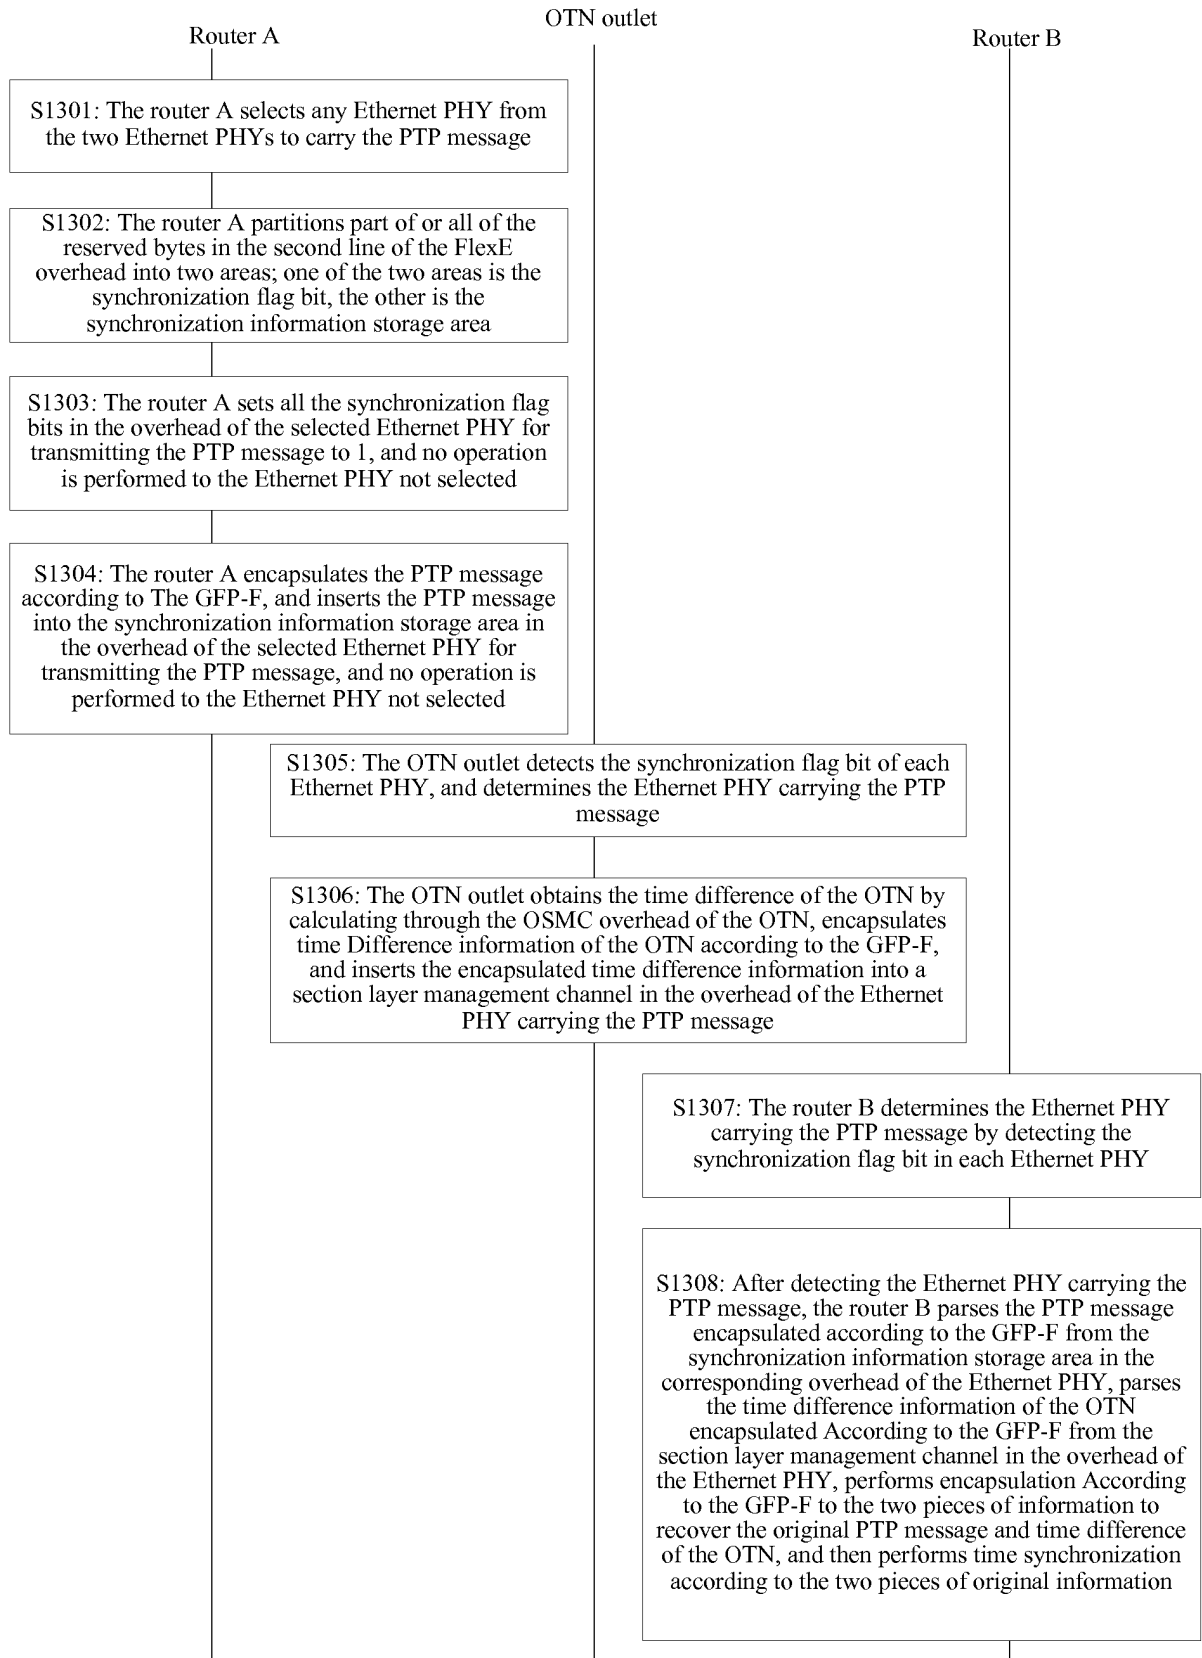 OTN outlet
Router A
Router B
S1301: The router A selects any Ethernet PHY from
the two Ethernet PHYs to carry the PTP message
S1302: The router A partitions part of or all of the
reserved bytes in the second line of the FlexE
overhead into two areas; one of the two areas is the
synchronization flag bit, the other is the
synchronization information storage area
S1303: The router A sets all the synchronization flag
bits in the overhead of the selected Ethernet PHY for
transmitting the PTP message to 1, and no operation
is performed to the Ethernet PHY not selected
S1304: The router A encapsulates the PTP message
according to The GFP-F, and inserts the PTP message
into the synchronization information storage area in
the overhead of the selected Ethernet PHY for
transmitting the PTP message, and no operation is
performed to the Ethernet PHY not selected
S1305: The OTN outlet detects the synchronization flag bit of each
Ethernet PHY, and determines the Ethernet PHY carrying the PTP
message
S1306: The OTN outlet obtains the time difference of the OTN by
calculating through the OSMC overhead of the OTN, encapsulates
time Difference information of the OTN according to the GFP-F,
and inserts the encapsulated time difference information into a
section layer management channel in the overhead of the Ethernet
PHY carrying the PTP message
S1307: The router B determines the Ethernet PHY
carrying the PTP message by detecting the
synchronization flag bit in each Ethernet PHY
S1308: After detecting the Ethernet PHY carrying the
PTP message, the router B parses the PTP message
encapsulated according to the GFP-F from the
synchronization information storage area in the
corresponding overhead of the Ethernet PHY, parses
the time difference information of the OTN
encapsulated According to the GFP-F from the
section layer management channel in the overhead of
the Ethernet PHY, performs encapsulation According
to the GFP-F to the two pieces of information to
recover the original PTP message and time difference
of the OTN, and then performs time synchronization
according to the two pieces of original information